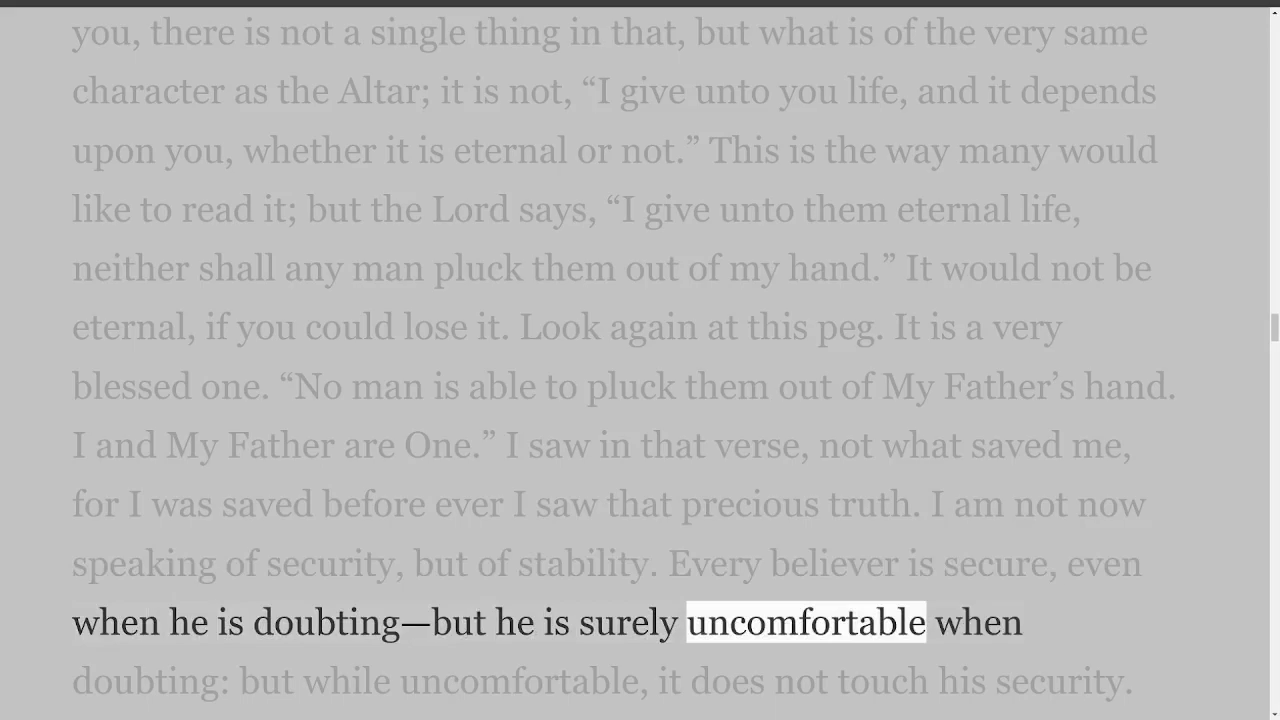 you, there is not a single thing in that, but what is of the very same
character as the Altar; it is not, “I give unto you life, and it depends
upon you, whether it is eternal or not.” This is the way many would
like to read it; but the Lord says, “I give unto them eternal life,
neither shall any man pluck them out of my hand.” It would not be
eternal, if you could lose it. Look again at this peg. It is a very
blessed one. “No man is able to pluck them out of My Father’s hand.
I and My Father are One.” I saw in that verse, not what saved me,
for I was saved before ever I saw that precious truth. I am not now
speaking of security, but of stability. Every believer is secure, even
when he is doubting—but he is surely uncomfortable when
doubting: but while uncomfortable, it does not touch his security.